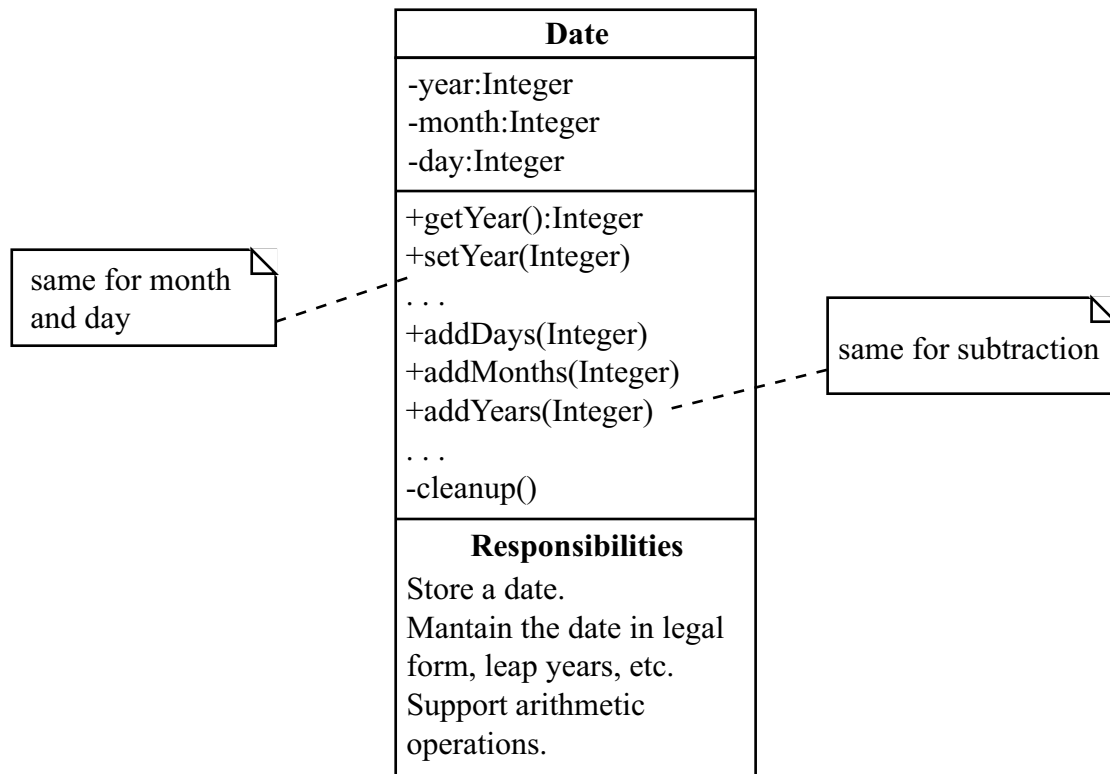 Date
-year:Integer
-month:Integer
-day:Integer
+getYear():Integer
+setYear(Integer)
. . .
+addDays(Integer)
+addMonths(Integer)
+addYears(Integer)
. . .
-cleanup()
Responsibilities
Store a date.
Mantain the date in legal
form, leap years, etc.
Support arithmetic
operations.
same for month
and day
same for subtraction